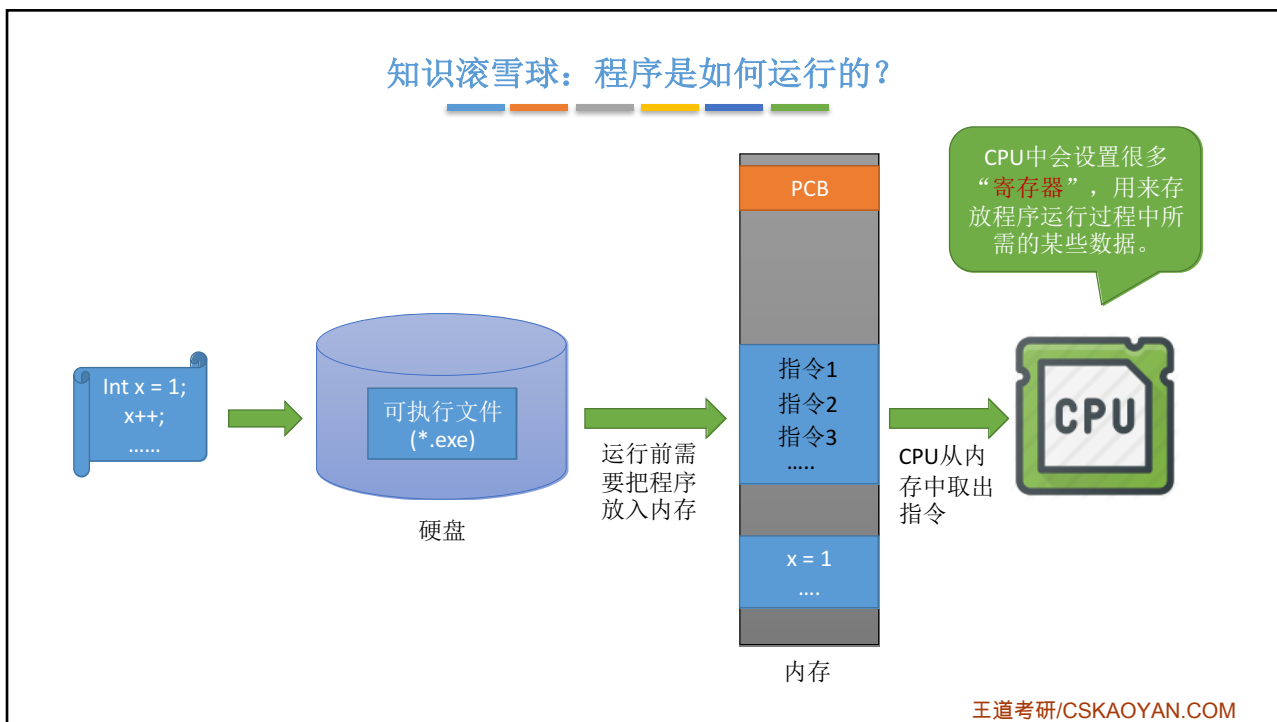 知识滚雪球：程序是如何运行的？
CPU中会设置很多
“寄存器”，用来存
放程序运行过程中所
需的某些数据。
PCB
Int x = 1;
x++;
......
可执行文件
(*.exe)
硬盘
运行前需
要把程序
放入内存
指令1
指令2
指令3
.....
x = 1
....
内存
CPU从内
存中取出
指令
CPU
王道考研/CSKAOYAN.COM